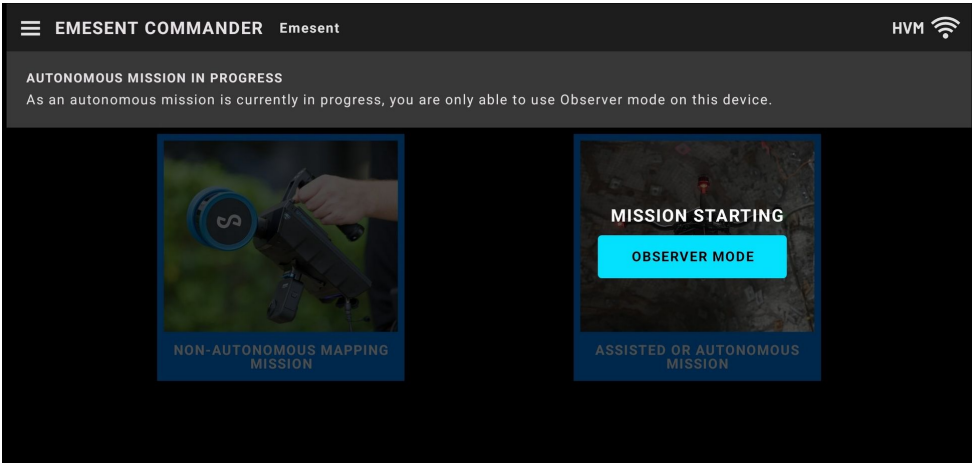 EMESENT COMMANDER Emesent HVM
AUTONOMOUS MISSION IN PROGRESS
As an autonomous mission is currently in progress, you are only able to use Observer mode on this device.
MISSION STARTING
OBSERVER MODE
NON-AUTONOMOUS MAPPING
MISSION
ASSISTED OR AUTONOMOUS
MISSION